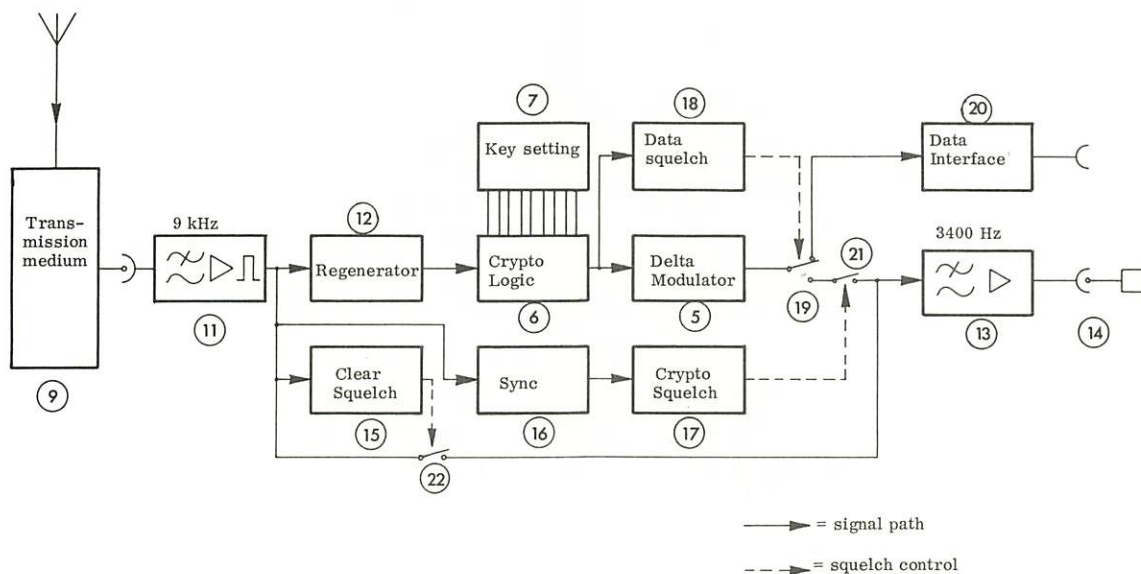 7
18
20
Key setting
Data
squelch
Data
Interface
Trans-
mission
medium
9 kHz
12
21
3400 Hz
Regenerator
Crypto
Logic
Delta
Modulator
11
6
5
19
13
14
Clear
Squelch
Sync
Crypto
Squelch
9
15
16
17
22
= signal path
= squelch control